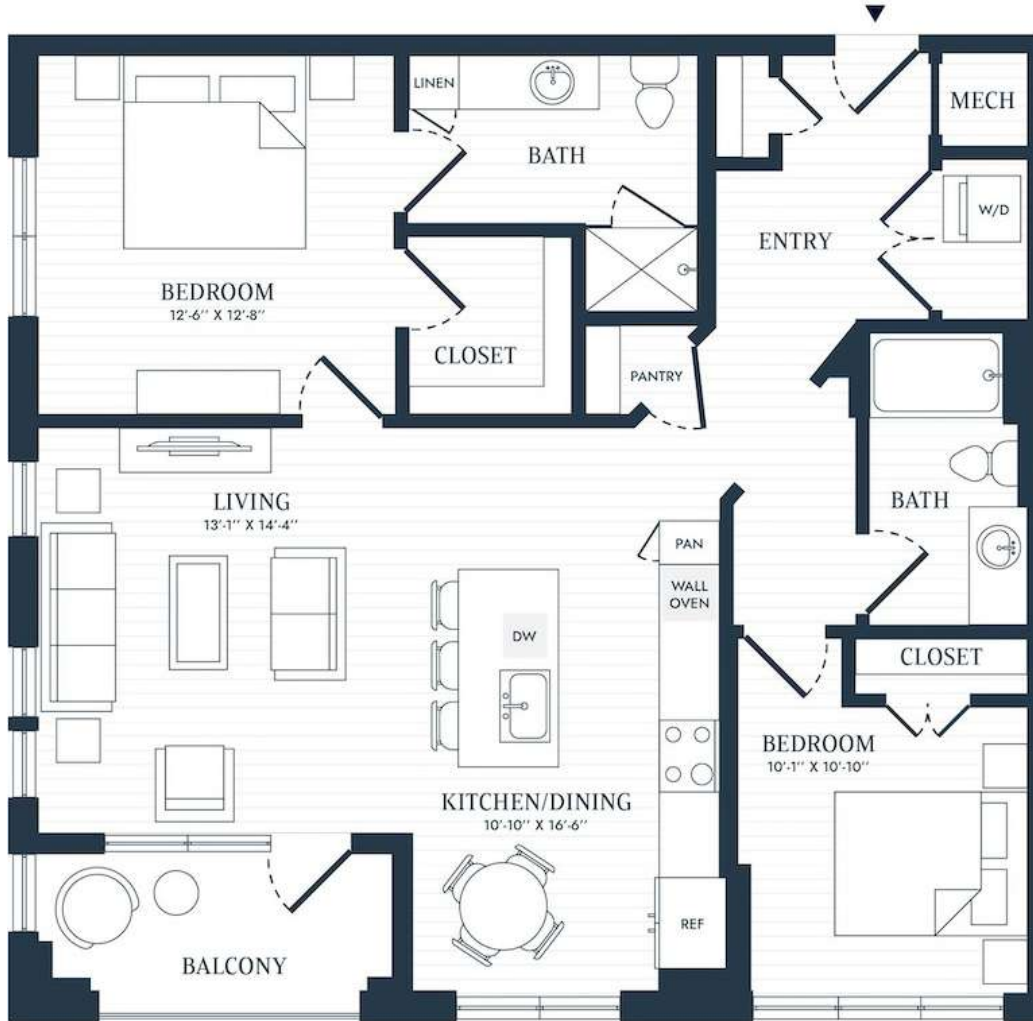 LINEN
BATH
MECH
W/D
ENTRY
BEDROOM
12'-6'' X 12'-8''
CLOSET
PANTRY
LIVING
13'-1'' X 14'-4''
BATH
PAN
WALL
OVEN
DW
CLOSET
BEDROOM
10'-1'' X 10'-10''
KITCHEN/DINING
10'-10'' X 16'-6''
REF
BALCONY